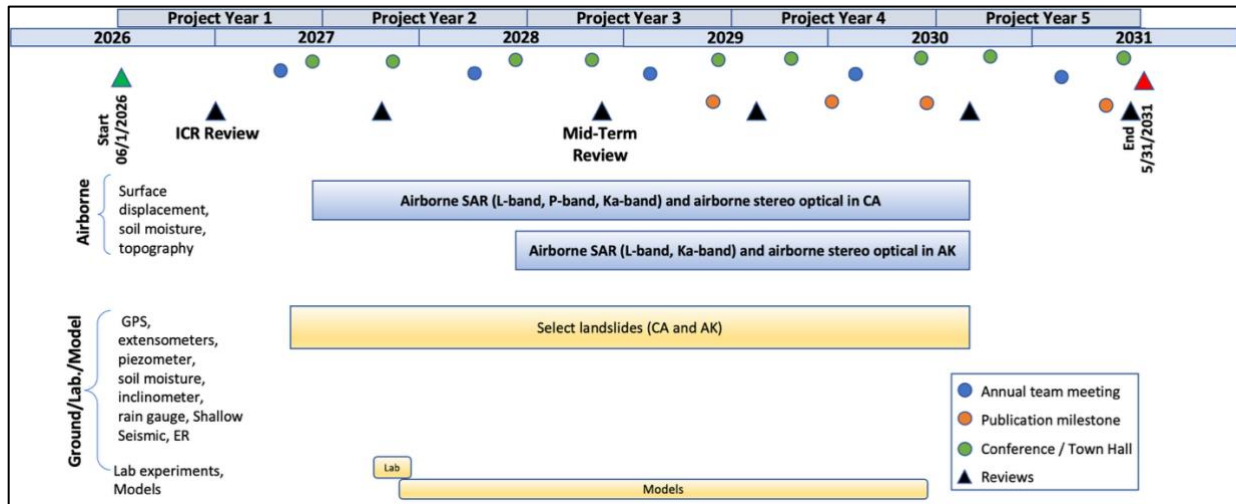 Project Year 1 Project Year 2 Project Year 3 Project Year 4 Project Year 5
2026 2027 2028 2029 2030 2031
Start
06/1/2026
ICR Review
Mid-Term
Review
End
5/31/2031
Airborne
Surface
displacement,
soil moisture,
topography
Airborne SAR (L-band, P-band, Ka-band) and airborne stereo optical in CA
Airborne SAR (L-band, Ka-band) and airborne stereo optical in AK
Ground/Lab./Model
GPS,
extensometers,
piezometer,
soil moisture,
inclinometer,
rain gauge, Shallow
Seismic, ER
Select landslides (CA and AK)
Lab experiments,
Models
Lab
Models
Annual team meeting
Publication milestone
Conference / Town Hall
Reviews